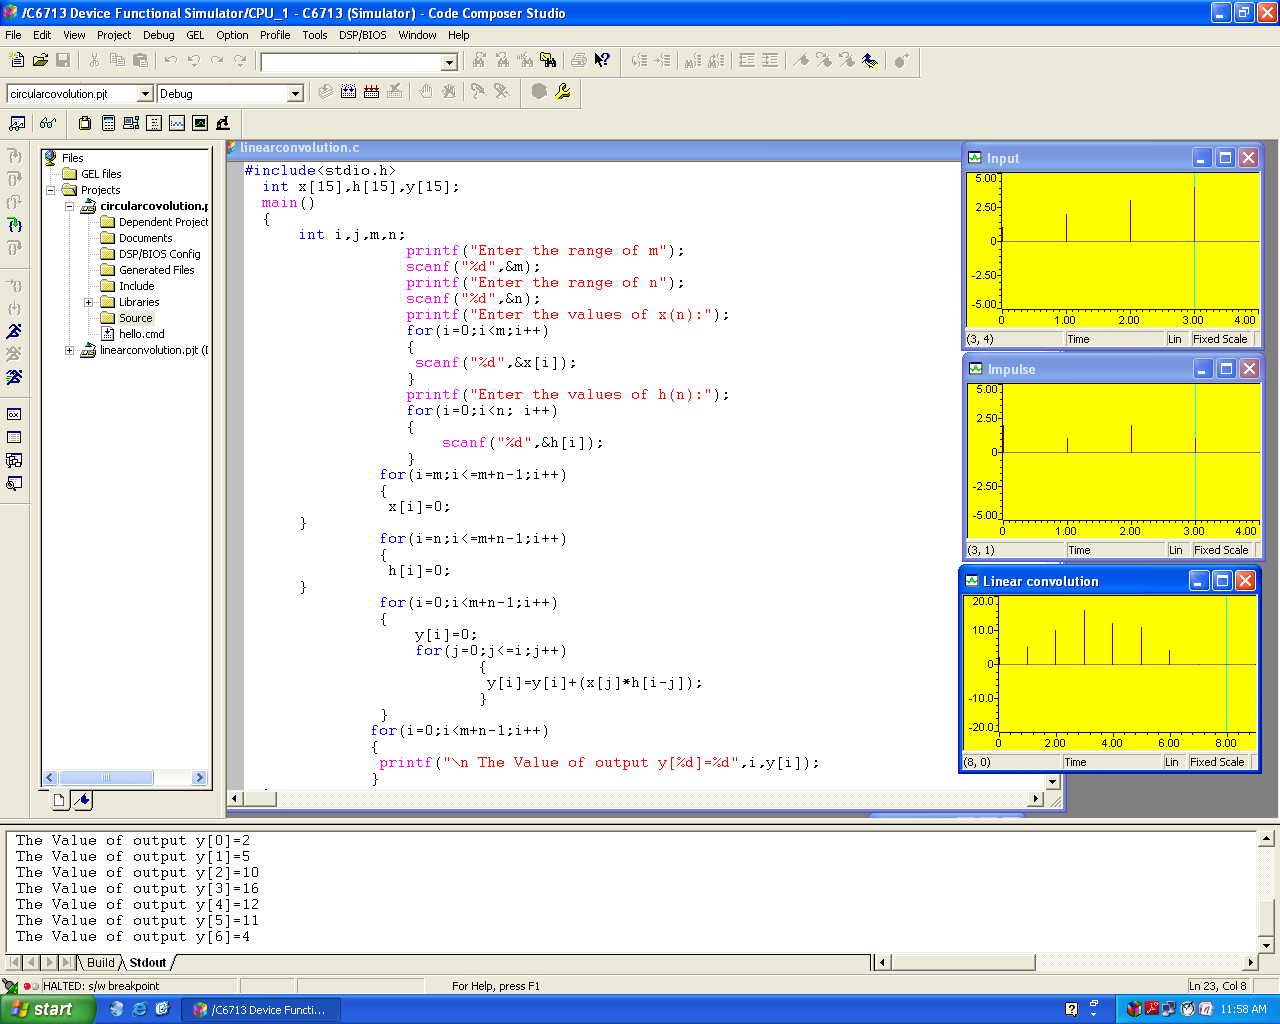 /C6713 Device Functional Simulator/CPU_1 - C6713 (Simulator) - Code Composer Studio
File Edit View Project Debug GEL Option Profile Tools DSP/BIOS Window Help
circularcovolution.pjt Debug
Files
GEL files
Projects
circularcovolution.p
Dependent Project
Documents
DSP/BIOS Config
Generated Files
Include
Libraries
Source
hello.cmd
linearconvolution.pjt (D
linearconvolution.c
#include<stdio.h>
int x[15],h[15],y[15];
main()
{
int i,j,m,n;
printf("Enter the range of m");
scanf("%d",&m);
printf("Enter the range of n");
scanf("%d",&n);
printf("Enter the values of x(n):");
for(i=0;i<m;i++)
{
scanf("%d",&x[i]);
}
printf("Enter the values of h(n):");
for(i=0;i<n; i++)
{
scanf("%d",&h[i]);
}
for(i=m;i<=m+n-1;i++)
{
x[i]=0;
}
for(i=n;i<=m+n-1;i++)
{
h[i]=0;
}
for(i=0;i<m+n-1;i++)
{
y[i]=0;
for(j=0;j<=i;j++)
{
y[i]=y[i]+(x[j]*h[i-j]);
}
}
for(i=0;i<m+n-1;i++)
{
printf("\n The Value of output y[%d]=%d",i,y[i]);
}
Input
5.00
2.50
0
-2.50
-5.00
0 1.00 2.00 3.00 4.00
(3, 4) Time Lin Fixed Scale
Impulse
5.00
2.50
0
-2.50
-5.00
0 1.00 2.00 3.00 4.00
(3, 1) Time Lin Fixed Scale
Linear convolution
20.0
10.0
0
-10.0
-20.0
0 2.00 4.00 6.00 8.00
(8, 0) Time Lin Fixed Scale
The Value of output y[0]=2
The Value of output y[1]=5
The Value of output y[2]=10
The Value of output y[3]=16
The Value of output y[4]=12
The Value of output y[5]=11
The Value of output y[6]=4
Build Stdout
HALTED: s/w breakpoint For Help, press F1 Ln 23, Col 8
start /C6713 Device Functi... 11:58 AM